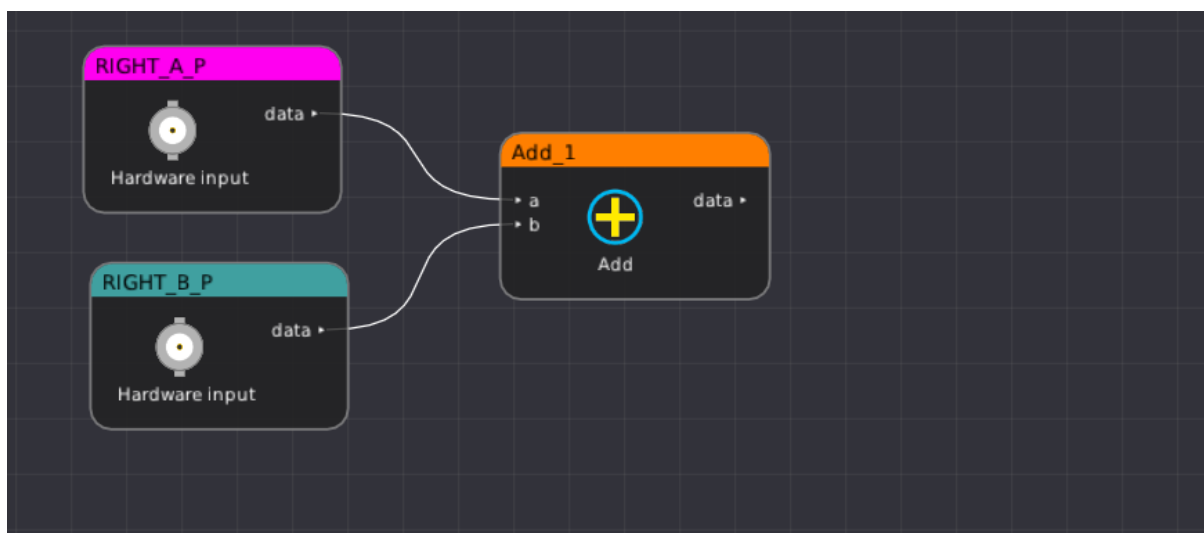 RIGHT_A_P
data
Hardware input
Add_1
a
data
b
Add
RIGHT_B_P
data
Hardware input